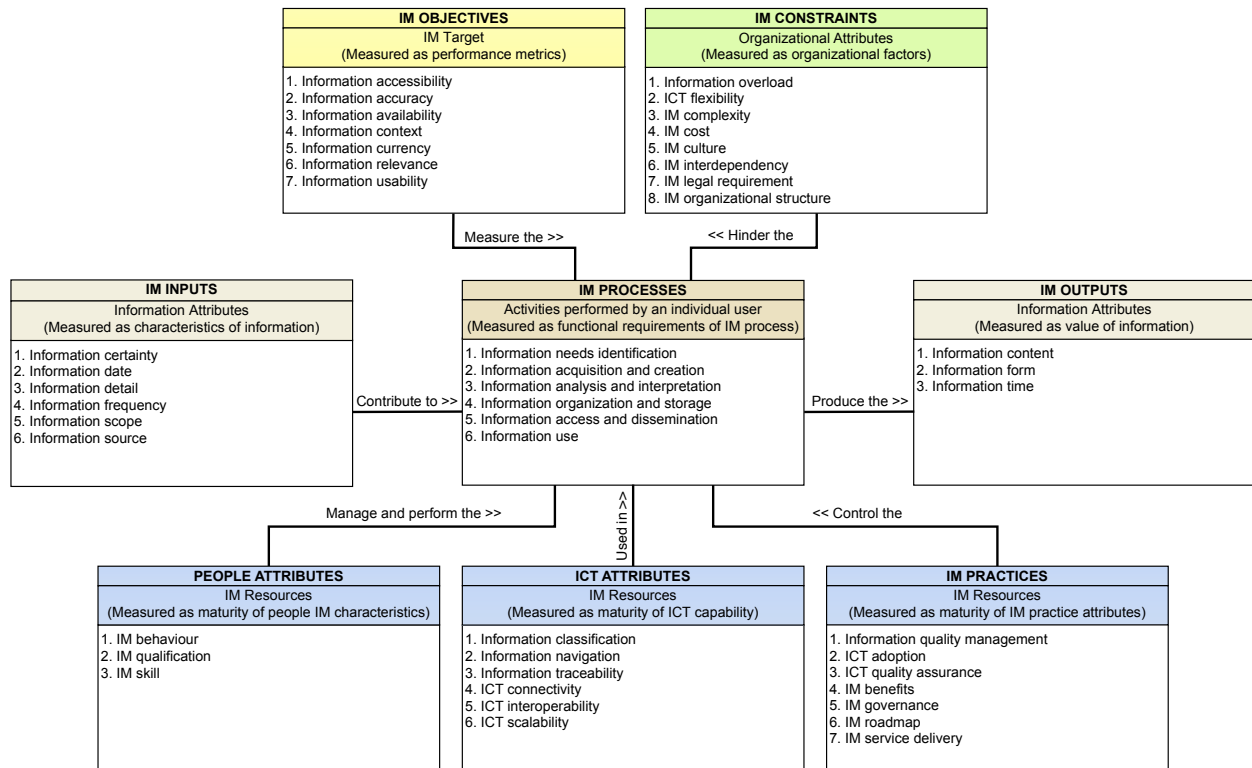 IM OBJECTIVES
IM Target
(Measured as performance metrics)
1. Information accessibility
2. Information accuracy
3. Information availability
4. Information context
5. Information currency
6. Information relevance
7. Information usability
IM CONSTRAINTS
Organizational Attributes
(Measured as organizational factors)
1. Information overload
2. ICT flexibility
3. IM complexity
4. IM cost
5. IM culture
6. IM interdependency
7. IM legal requirement
8. IM organizational structure
Measure the >>
<< Hinder the
IM INPUTS
Information Attributes
(Measured as characteristics of information)
1. Information certainty
2. Information date
3. Information detail
4. Information frequency
5. Information scope
6. Information source
Contribute to >>
IM PROCESSES
Activities performed by an individual user
(Measured as functional requirements of IM process)
1. Information needs identification
2. Information acquisition and creation
3. Information analysis and interpretation
4. Information organization and storage
5. Information access and dissemination
6. Information use
Produce the >>
IM OUTPUTS
Information Attributes
(Measured as value of information)
1. Information content
2. Information form
3. Information time
Manage and perform the >>
Used in >>
<< Control the
PEOPLE ATTRIBUTES
IM Resources
(Measured as maturity of people IM characteristics)
1. IM behaviour
2. IM qualification
3. IM skill
ICT ATTRIBUTES
IM Resources
(Measured as maturity of ICT capability)
1. Information classification
2. Information navigation
3. Information traceability
4. ICT connectivity
5. ICT interoperability
6. ICT scalability
IM PRACTICES
IM Resources
(Measured as maturity of IM practice attributes)
1. Information quality management
2. ICT adoption
3. ICT quality assurance
4. IM benefits
5. IM governance
6. IM roadmap
7. IM service delivery